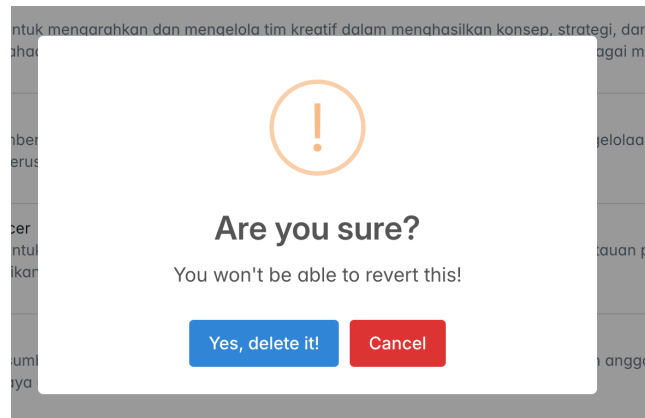 ntuk mengarahkan dan mengelola tim kreatif dalam menghasilkan konsep, strategi, dan
agai m
Are you sure?
You won't be able to revert this!
Yes, delete it! Cancel